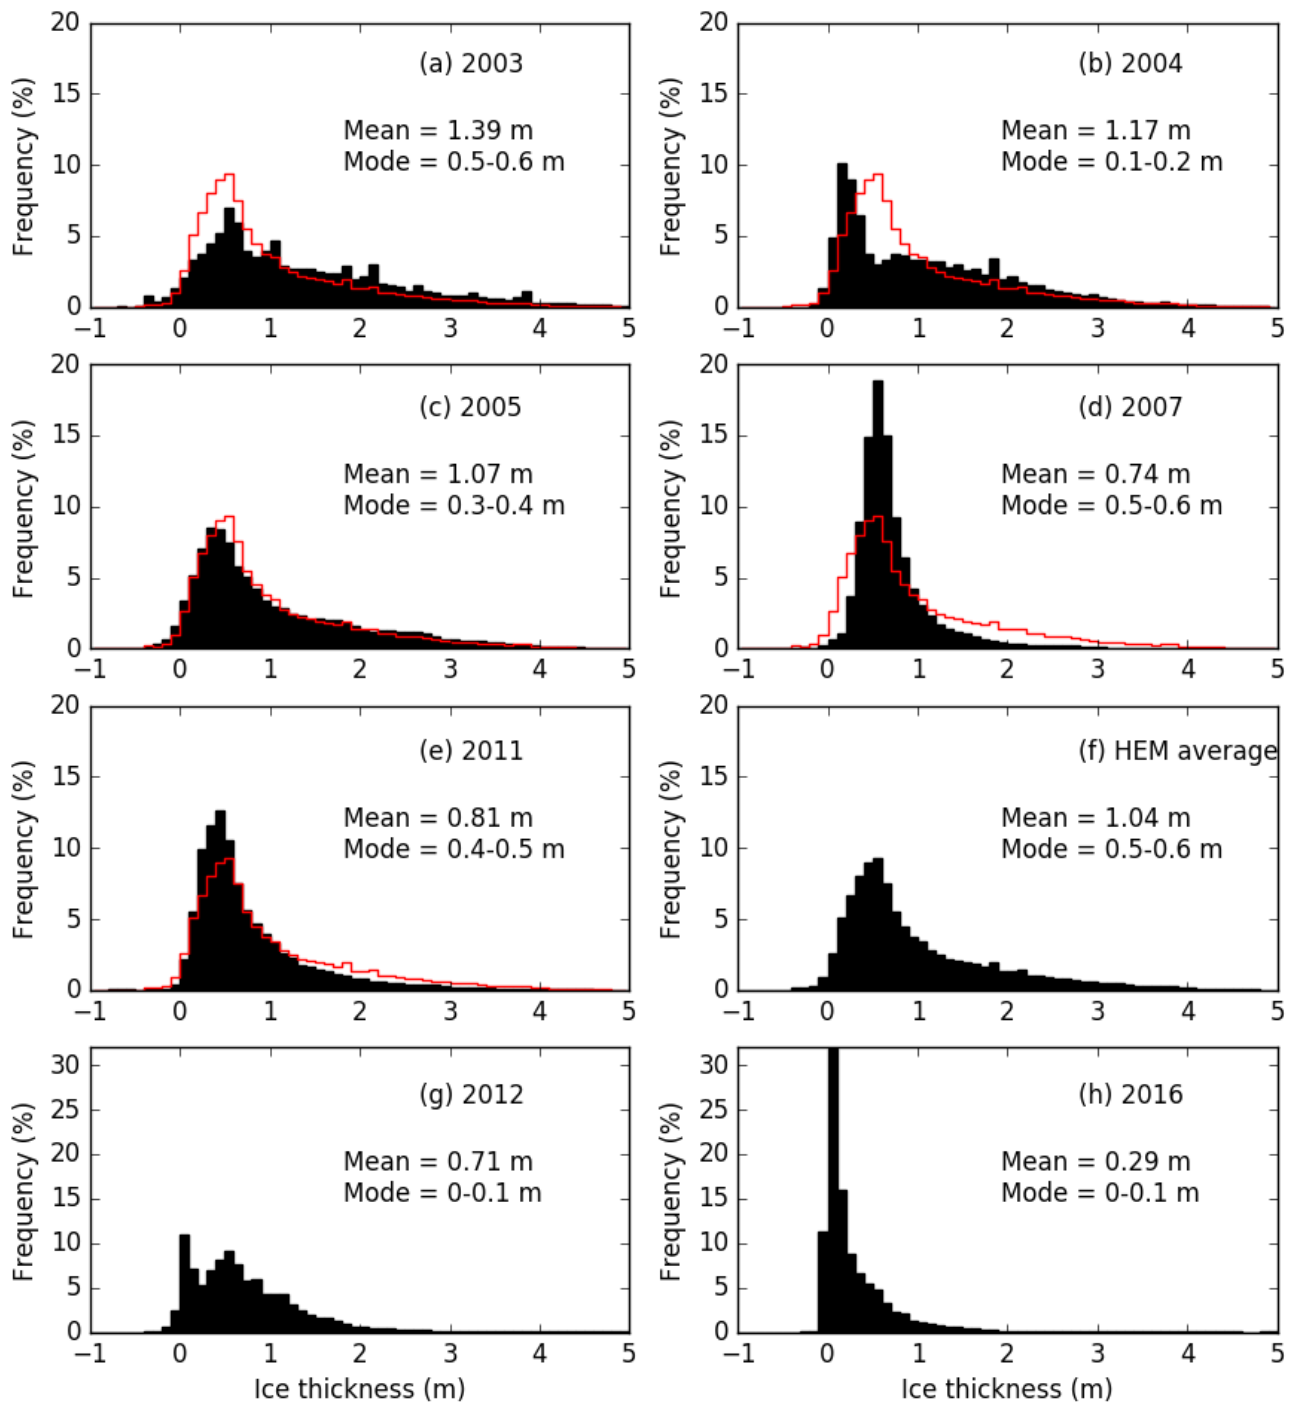 20
15
10
5
0
Frequency (%)
(a) 2003
Mean = 1.39 m
Mode = 0.5-0.6 m
−1 0 1 2 3 4 5
20
15
10
5
0
Frequency (%)
(b) 2004
Mean = 1.17 m
Mode = 0.1-0.2 m
−1 0 1 2 3 4 5
20
15
10
5
0
Frequency (%)
(c) 2005
Mean = 1.07 m
Mode = 0.3-0.4 m
−1 0 1 2 3 4 5
20
15
10
5
0
Frequency (%)
(d) 2007
Mean = 0.74 m
Mode = 0.5-0.6 m
−1 0 1 2 3 4 5
20
15
10
5
0
Frequency (%)
(e) 2011
Mean = 0.81 m
Mode = 0.4-0.5 m
−1 0 1 2 3 4 5
20
15
10
5
0
Frequency (%)
(f) HEM average
Mean = 1.04 m
Mode = 0.5-0.6 m
−1 0 1 2 3 4 5
30
25
20
15
10
5
0
Frequency (%)
(g) 2012
Mean = 0.71 m
Mode = 0-0.1 m
−1 0 1 2 3 4 5
Ice thickness (m)
30
25
20
15
10
5
0
Frequency (%)
(h) 2016
Mean = 0.29 m
Mode = 0-0.1 m
−1 0 1 2 3 4 5
Ice thickness (m)